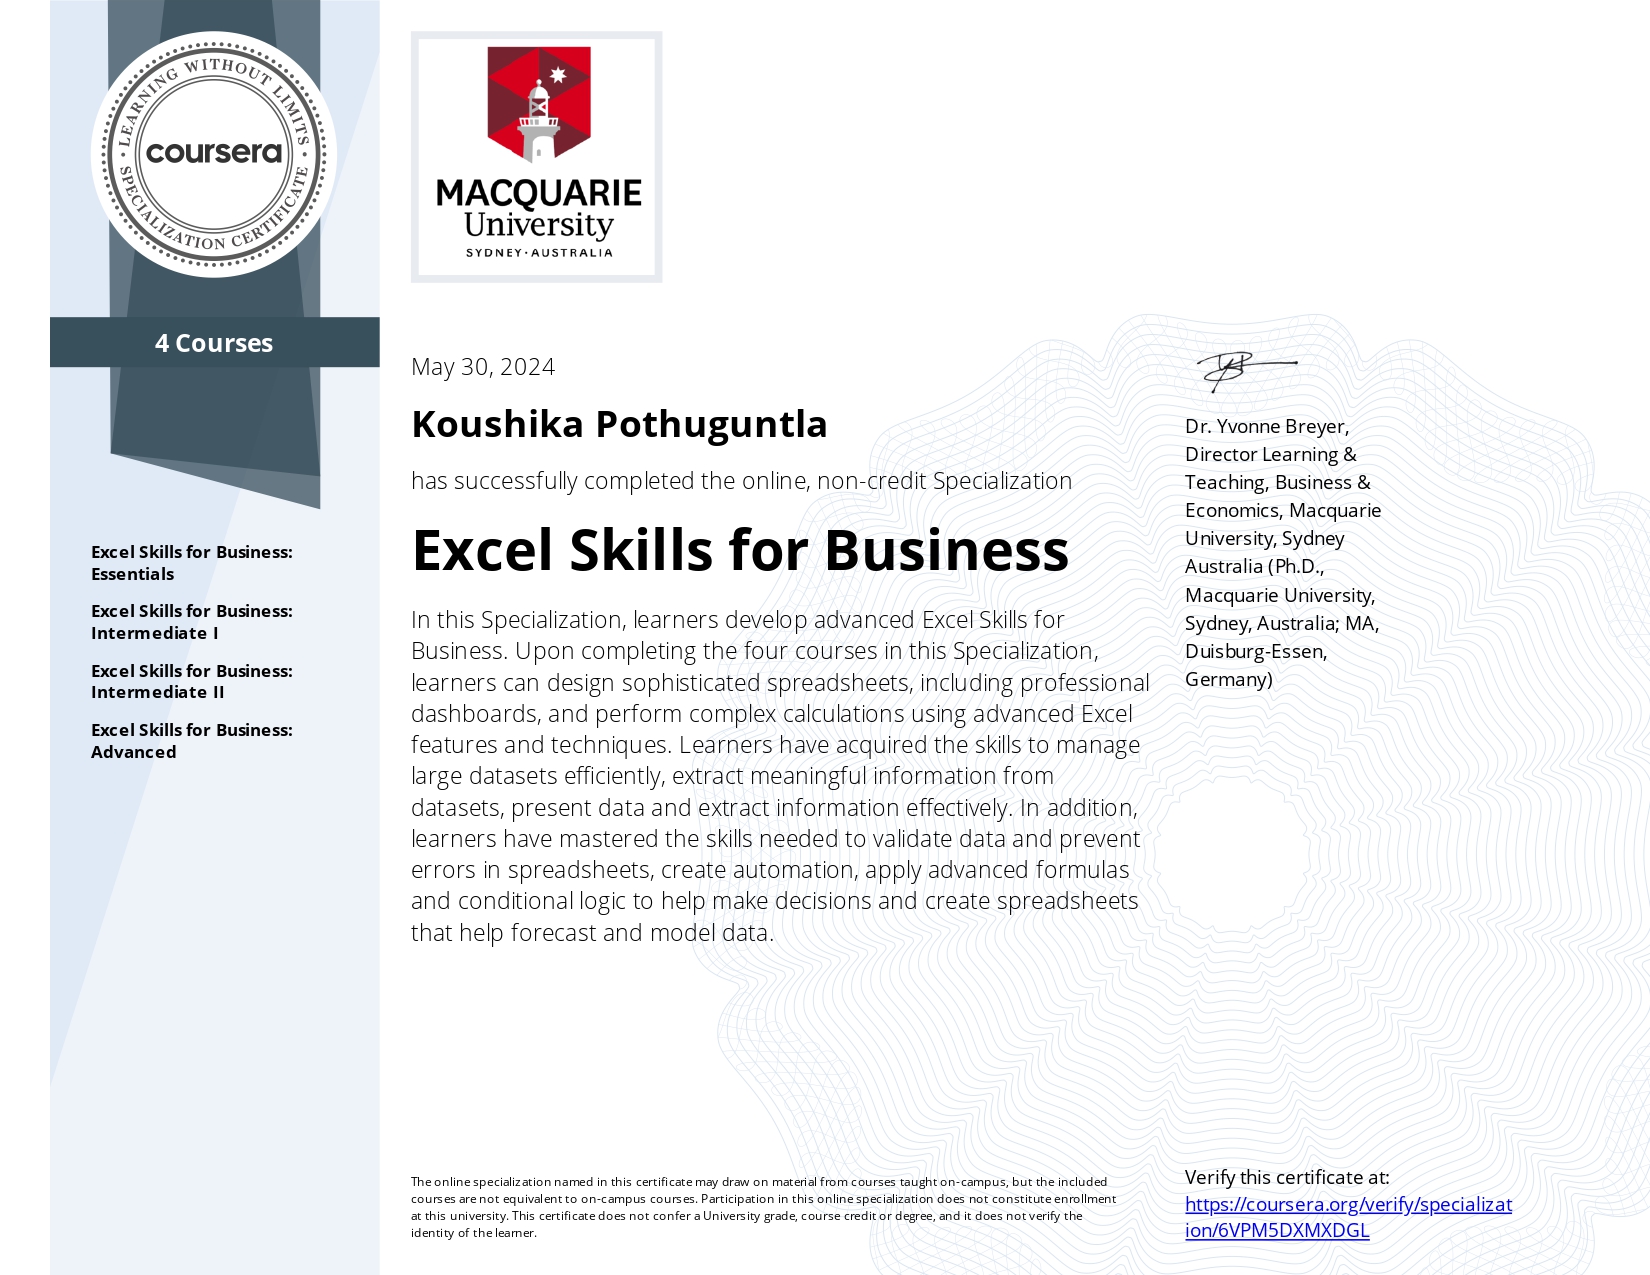 LEARNING WITHOUT LIMITS
coursera
SPECIALIZATION CERTIFICATE
4 Courses
Excel Skills for Business:
Essentials
Excel Skills for Business:
Intermediate I
Excel Skills for Business:
Intermediate II
Excel Skills for Business:
Advanced
MACQUARIE
University
SYDNEY·AUSTRALIA
May 30, 2024
Koushika Pothuguntla
has successfully completed the online, non-credit Specialization
Excel Skills for Business
In this Specialization, learners develop advanced Excel Skills for
Business. Upon completing the four courses in this Specialization,
learners can design sophisticated spreadsheets, including professional
dashboards, and perform complex calculations using advanced Excel
features and techniques. Learners have acquired the skills to manage
large datasets efficiently, extract meaningful information from
datasets, present data and extract information effectively. In addition,
learners have mastered the skills needed to validate data and prevent
errors in spreadsheets, create automation, apply advanced formulas
and conditional logic to help make decisions and create spreadsheets
that help forecast and model data.
Dr. Yvonne Breyer,
Director Learning &
Teaching, Business &
Economics, Macquarie
University, Sydney
Australia (Ph.D.,
Macquarie University,
Sydney, Australia; MA,
Duisburg-Essen,
Germany)
The online specialization named in this certificate may draw on material from courses taught on-campus, but the included
courses are not equivalent to on-campus courses. Participation in this online specialization does not constitute enrollment
at this university. This certificate does not confer a University grade, course credit or degree, and it does not verify the
identity of the learner.
Verify this certificate at:
https://coursera.org/verify/specializat
ion/6VPM5DXMXDGL